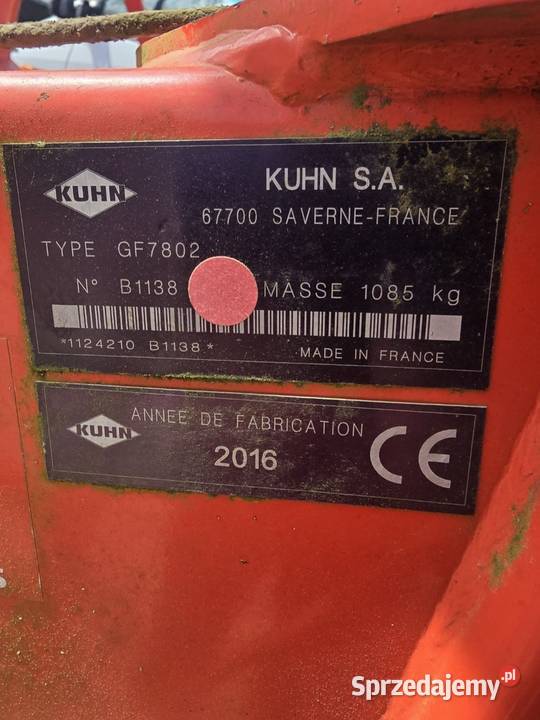 KUHN
KUHN S.A.
67700 SAVERNE-FRANCE
TYPE GF7802
N° B1138 MASSE 1085 kg
*1124210 B1138*
MADE IN FRANCE
KUHN
ANNEE DE FABRICATION
2016
CE
Sprzedajemy.pl